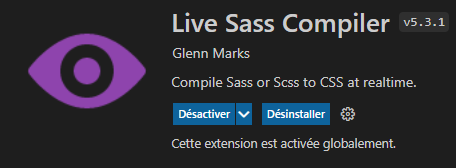 Live Sass Compiler v5.3.1
Glenn Marks
Compile Sass or Scss to CSS at realtime.
Désactiver Désinstaller
Cette extension est activée globalement.